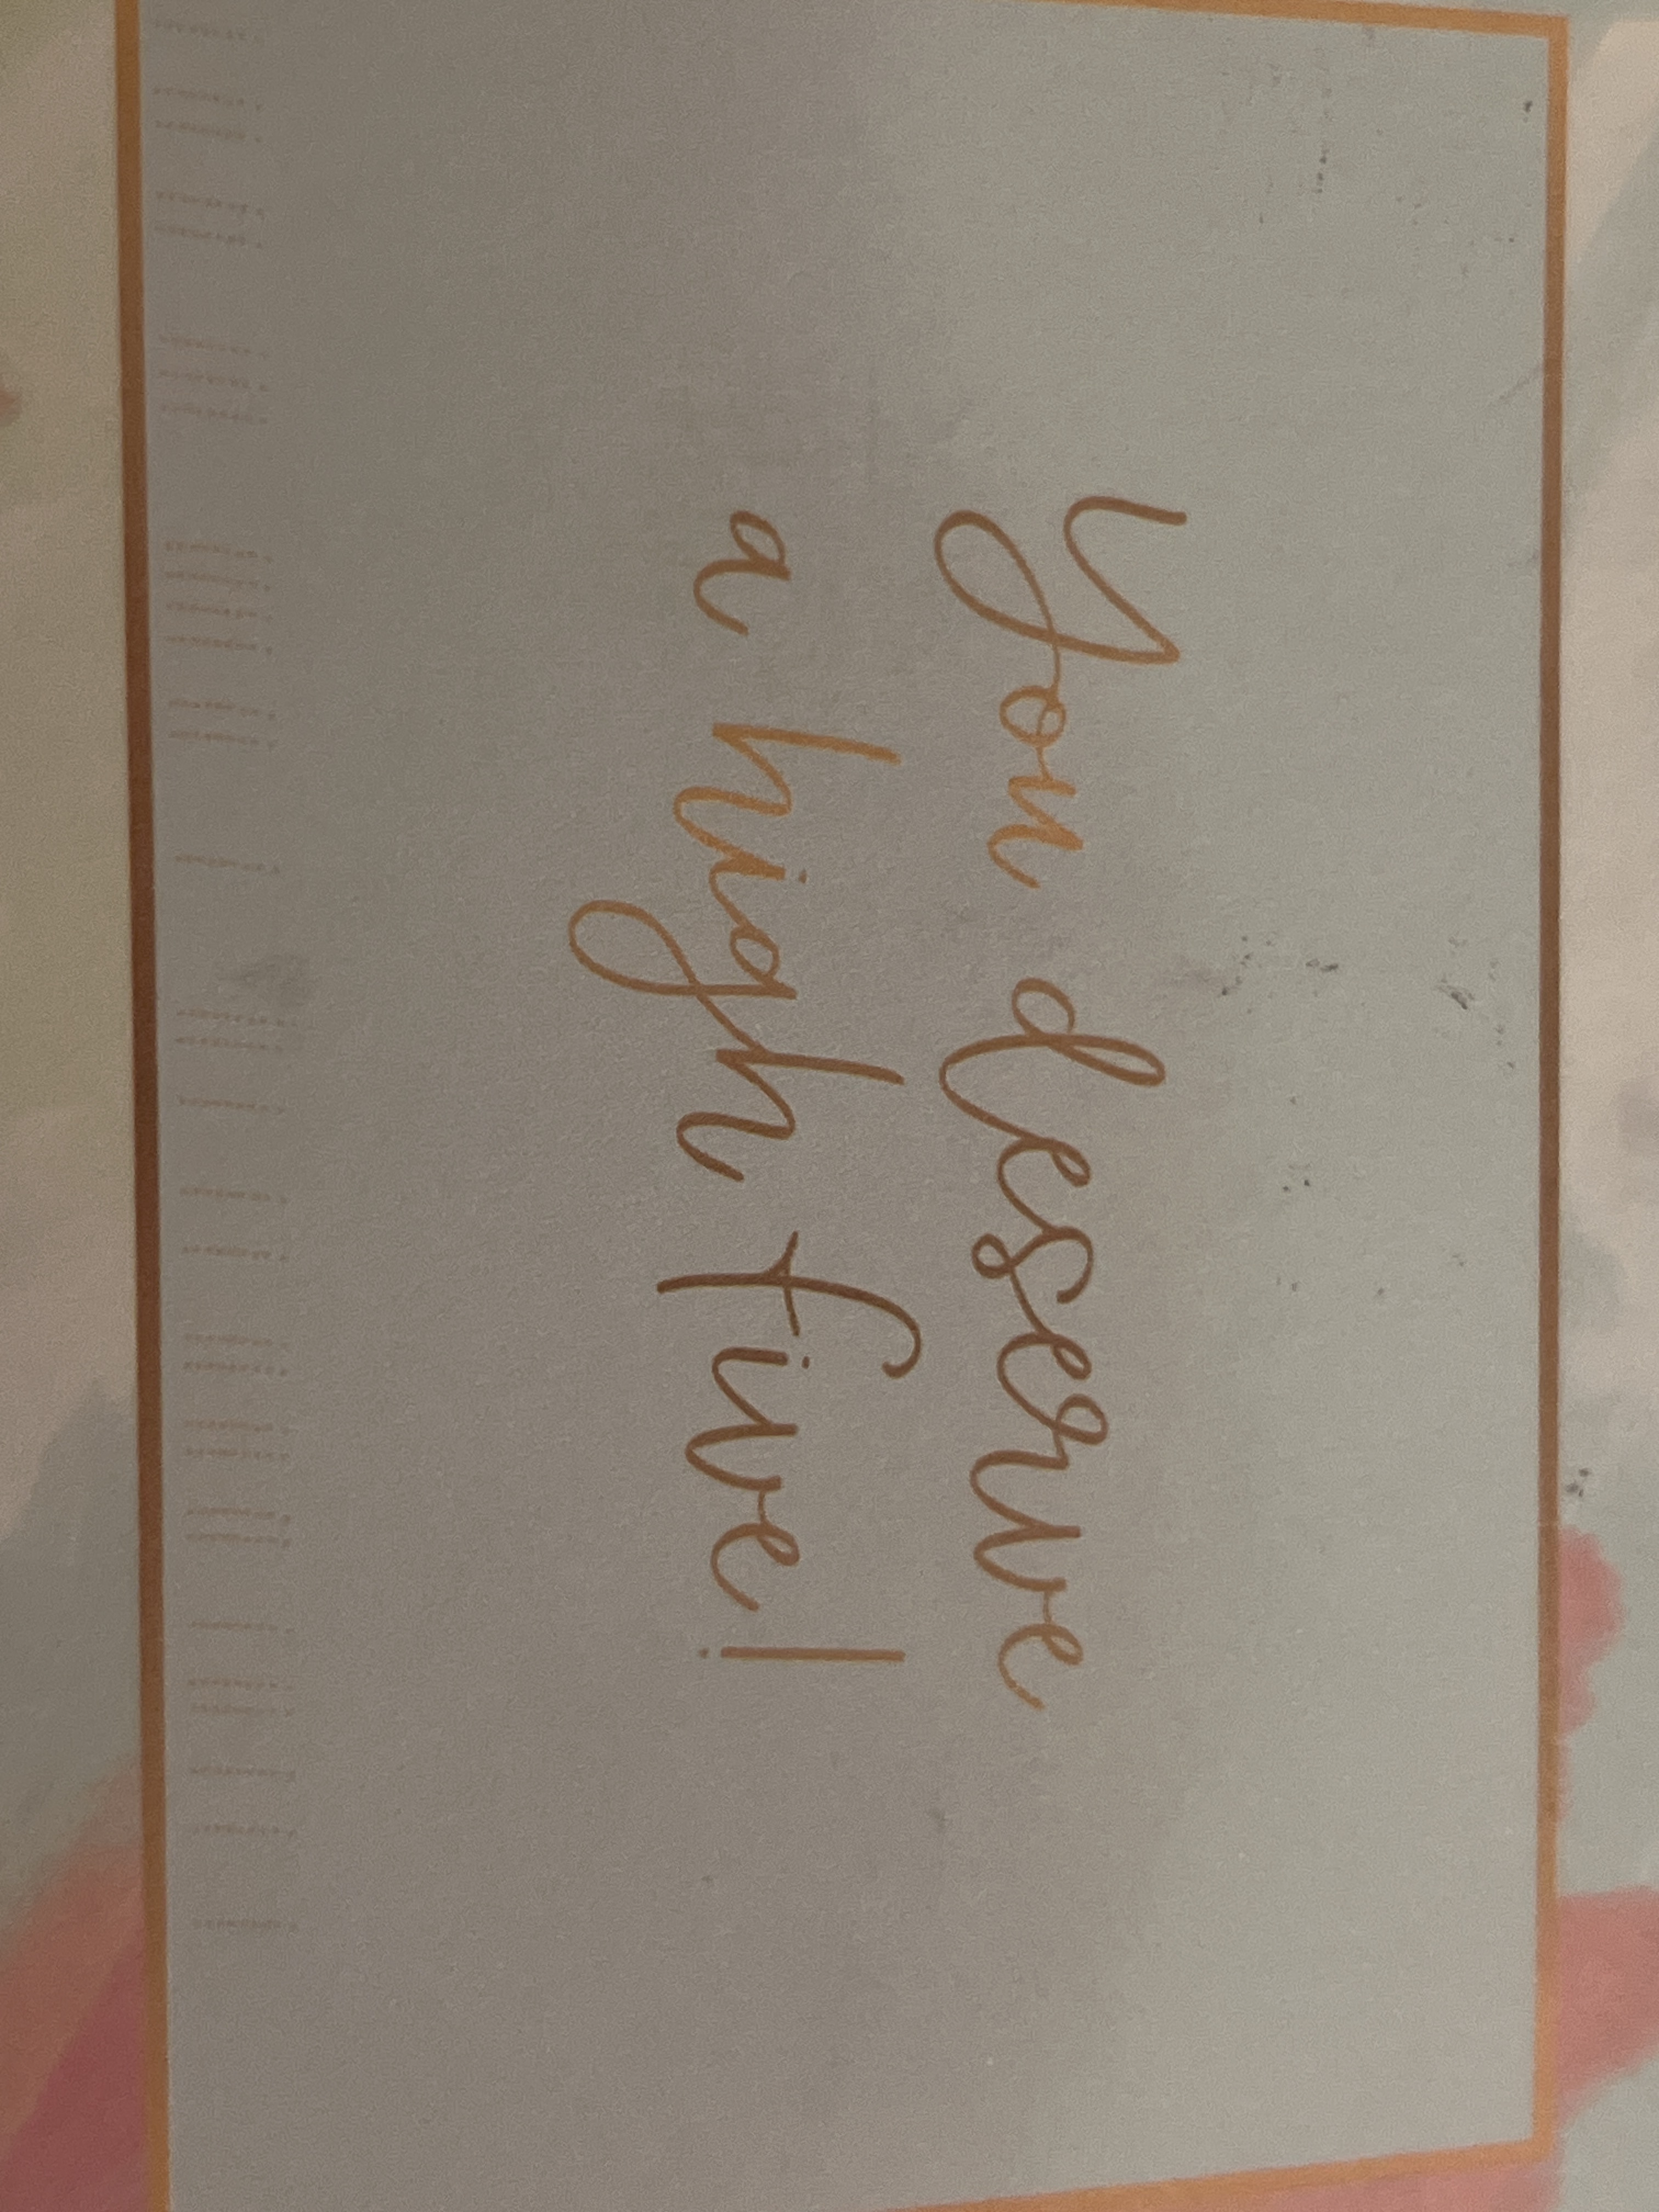 You deserve
a high five!